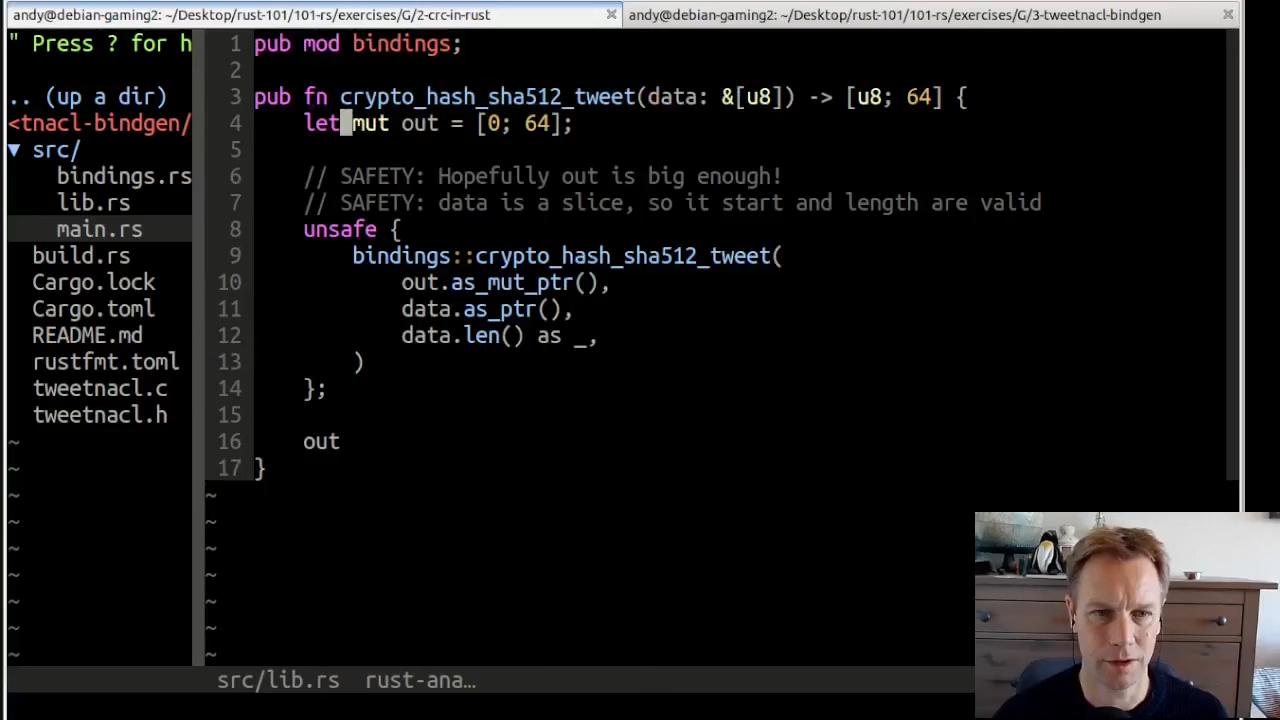 andy@debian-gaming2: ~/Desktop/rust-101/101-rs/exercises/G/2-crc-in-rust
andy@debian-gaming2: ~/Desktop/rust-101/101-rs/exercises/G/3-tweetnacl-bindgen
" Press ? for h
.. (up a dir)
<tnacl-bindgen/
▼ src/
bindings.rs
lib.rs
main.rs
build.rs
Cargo.lock
Cargo.toml
README.md
rustfmt.toml
tweetnacl.c
tweetnacl.h
~
~
~
~
~
~
~
~
~
1 pub mod bindings;
2
3 pub fn crypto_hash_sha512_tweet(data: &[u8]) -> [u8; 64] {
4     let mut out = [0; 64];
5
6     // SAFETY: Hopefully out is big enough!
7     // SAFETY: data is a slice, so it start and length are valid
8     unsafe {
9         bindings::crypto_hash_sha512_tweet(
10             out.as_mut_ptr(),
11             data.as_ptr(),
12             data.len() as _,
13         )
14     };
15
16     out
17 }
~
~
~
~
~
~
~
src/lib.rs  rust-ana…